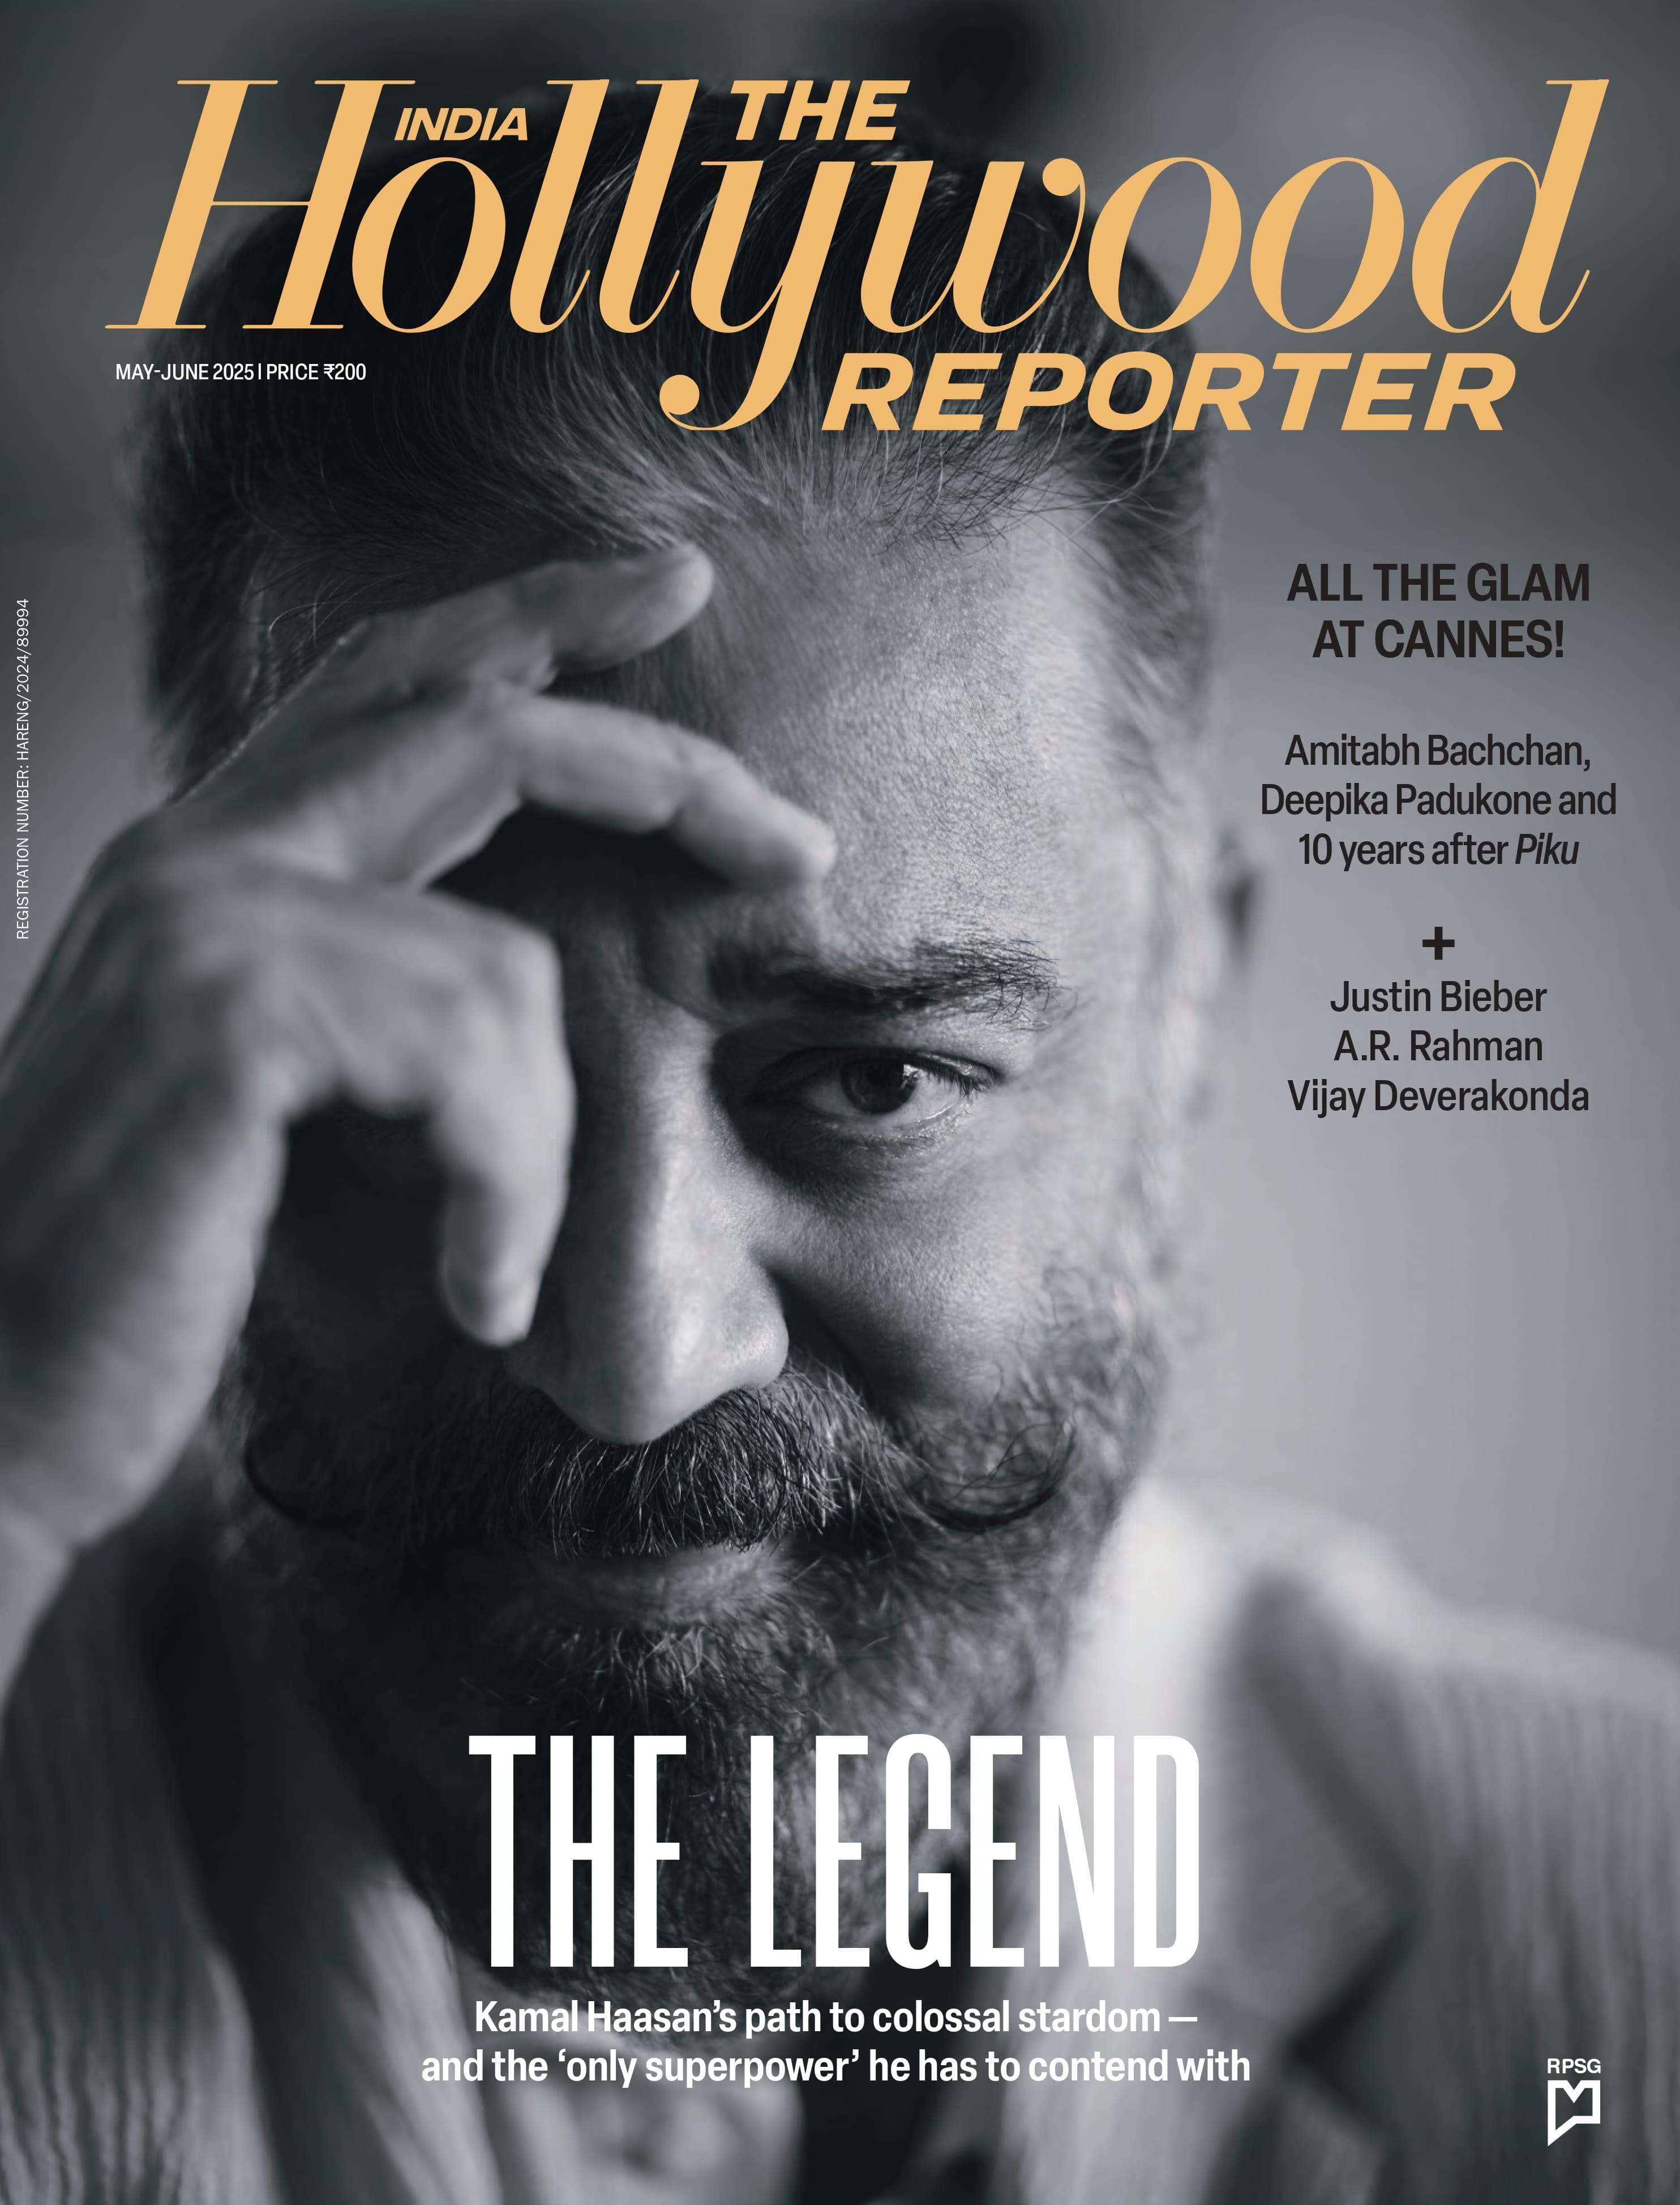 INDIA
THE
Hollywood
REPORTER
MAY-JUNE 2025 | PRICE ₹200
REGISTRATION NUMBER: HARENG/2024/89994
ALL THE GLAM
AT CANNES!
Amitabh Bachchan,
Deepika Padukone and
10 years after Piku
+
Justin Bieber
A.R. Rahman
Vijay Deverakonda
THE LEGEND
Kamal Haasan’s path to colossal stardom —
and the ‘only superpower’ he has to contend with
RPSG